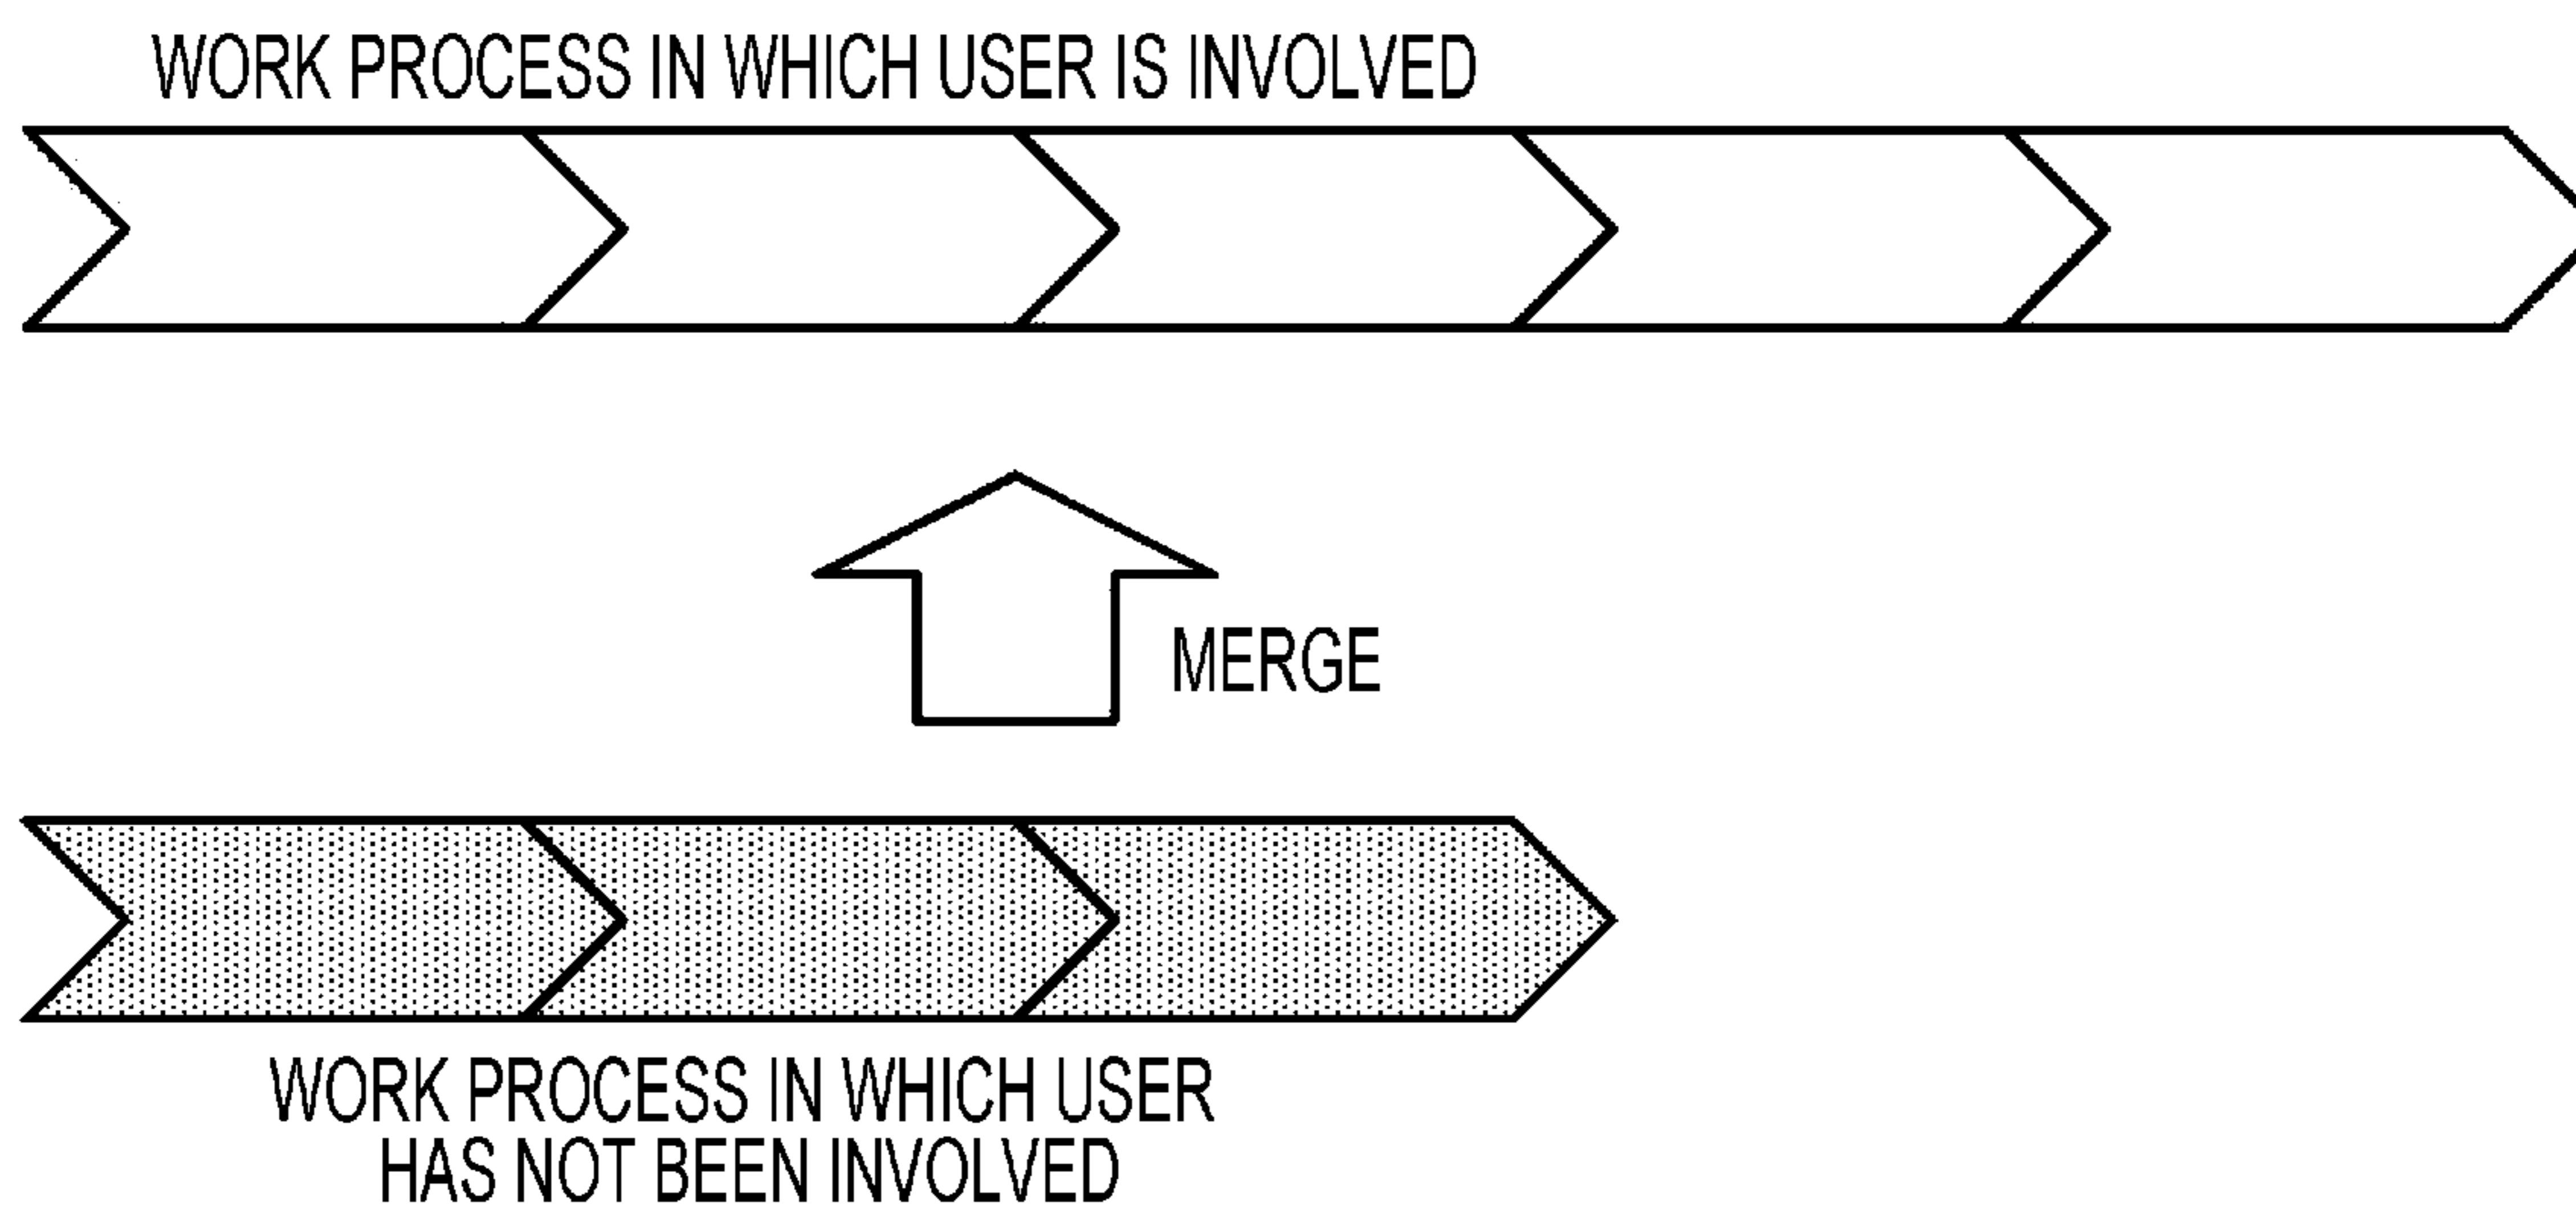 WORK PROCESS IN WHICH USER IS INVOLVED
MERGE
WORK PROCESS IN WHICH USER
HAS NOT BEEN INVOLVED